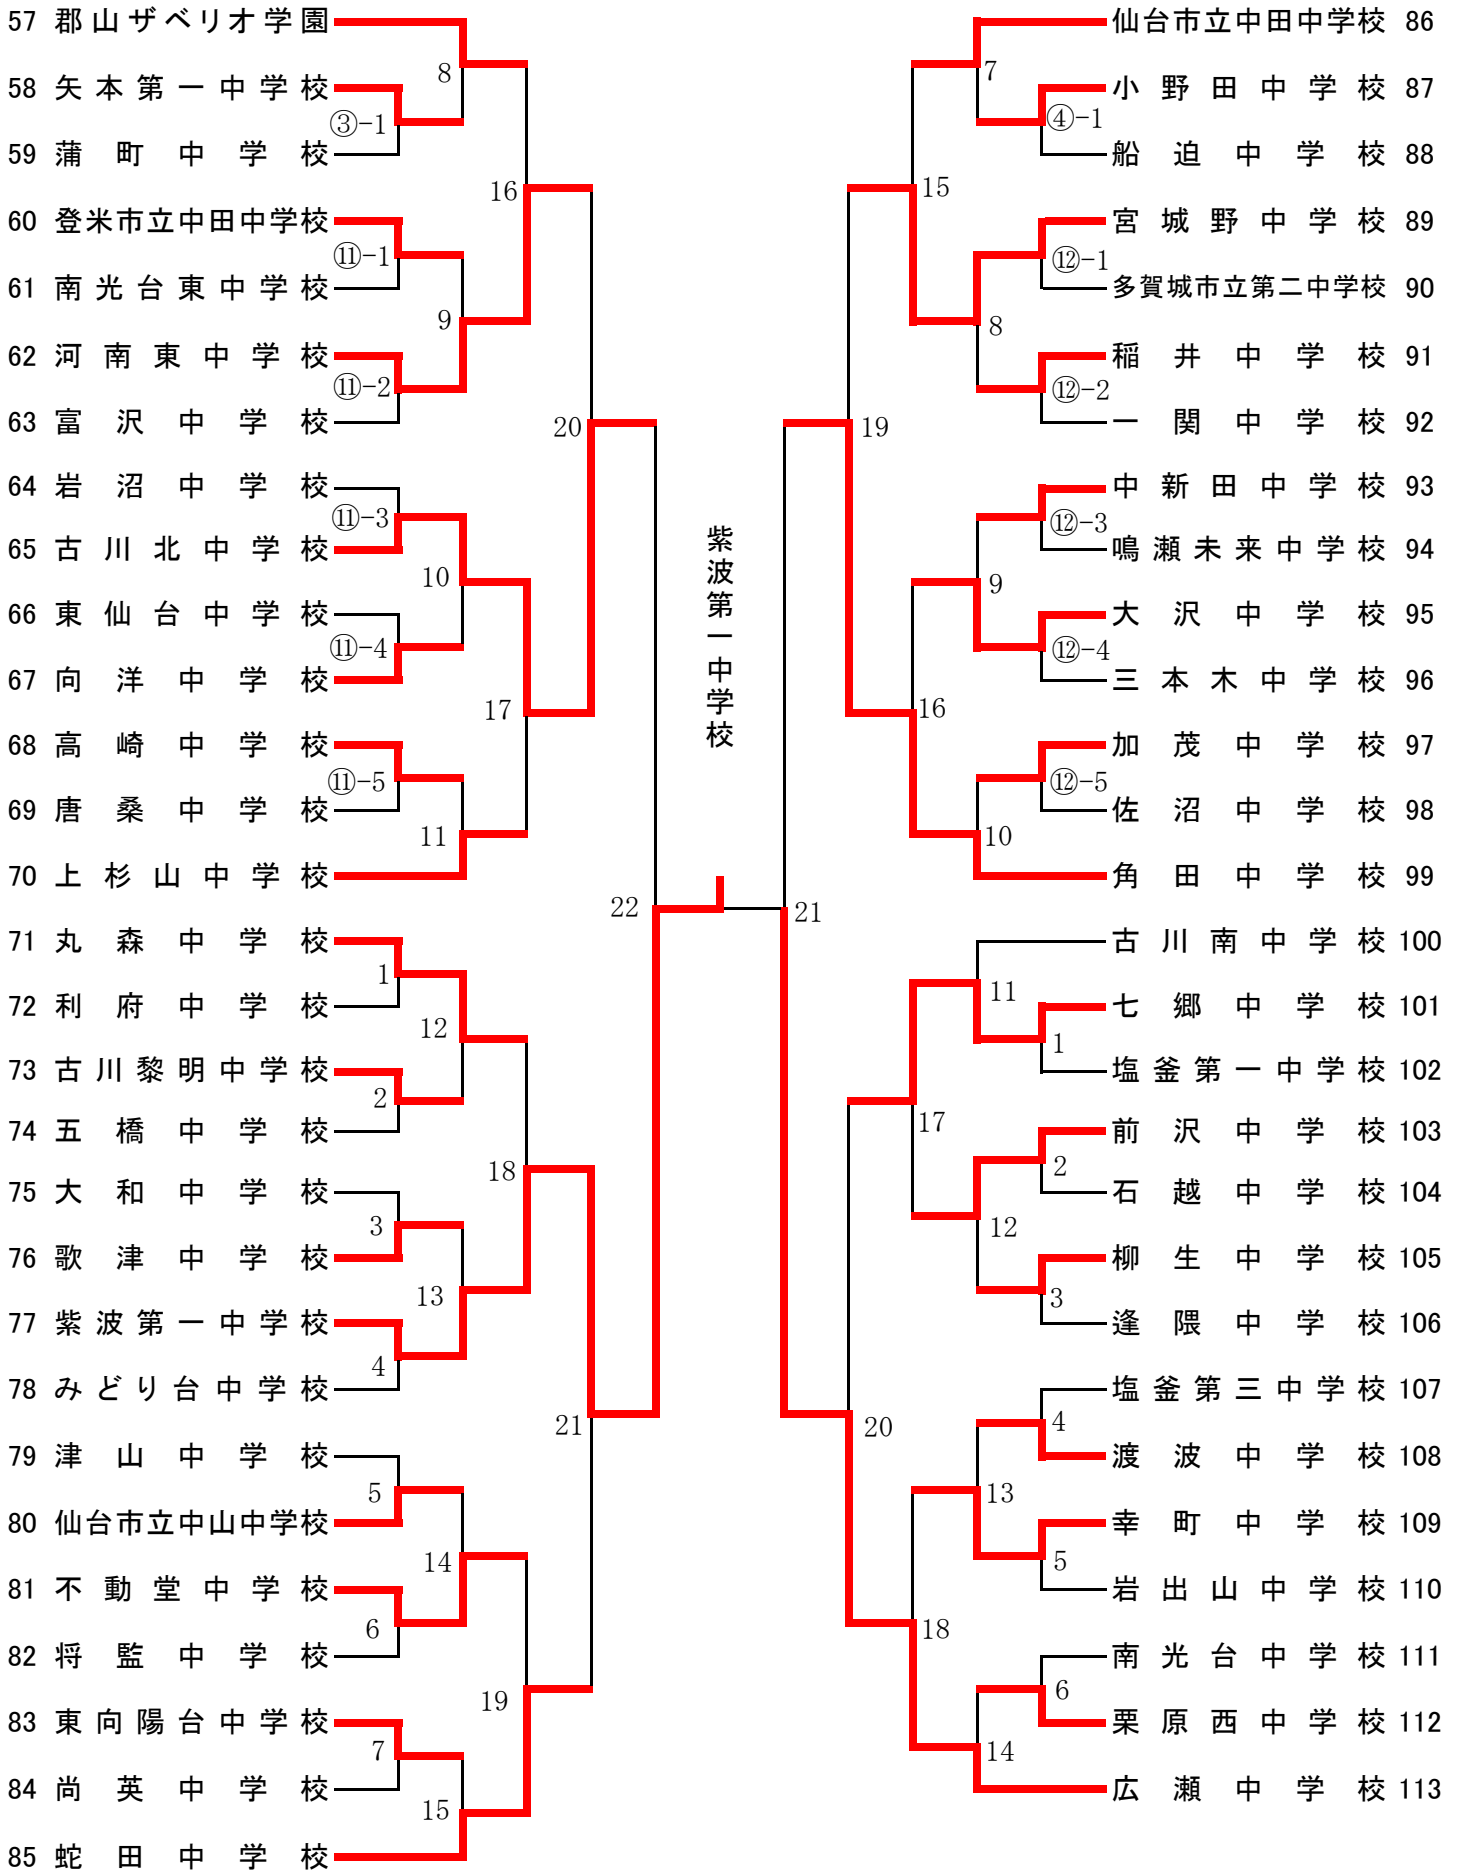 57 郡山ザベリオ学園
58 矢本第一中学校
59 蒲町中学校
60 登米市立中田中学校
61 南光台東中学校
62 河南東中学校
63 富沢中学校
64 岩沼中学校
65 古川北中学校
66 東仙台中学校
67 向洋中学校
68 高崎中学校
69 唐桑中学校
70 上杉山中学校
71 丸森中学校
72 利府中学校
73 古川黎明中学校
74 五橋中学校
75 大和中学校
76 歌津中学校
77 紫波第一中学校
78 みどり台中学校
79 津山中学校
80 仙台市立中山中学校
81 不動堂中学校
82 将監中学校
83 東向陽台中学校
84 尚英中学校
85 蛇田中学校
③-1
⑪-1
⑪-2
⑪-3
⑪-4
⑪-5
1
2
3
4
5
6
7
8
9
10
11
12
13
14
15
16
17
18
19
20
21
22
紫波第一中学校
21
19
20
15
16
17
18
7
8
9
10
11
12
13
14
④-1
⑫-1
⑫-2
⑫-3
⑫-4
⑫-5
1
2
3
4
5
6
仙台市立中田中学校 86
小野田中学校 87
船迫中学校 88
宮城野中学校 89
多賀城市立第二中学校 90
稲井中学校 91
一関中学校 92
中新田中学校 93
鳴瀬未来中学校 94
大沢中学校 95
三本木中学校 96
加茂中学校 97
佐沼中学校 98
角田中学校 99
古川南中学校 100
七郷中学校 101
塩釜第一中学校 102
前沢中学校 103
石越中学校 104
柳生中学校 105
逢隈中学校 106
塩釜第三中学校 107
渡波中学校 108
幸町中学校 109
岩出山中学校 110
南光台中学校 111
栗原西中学校 112
広瀬中学校 113